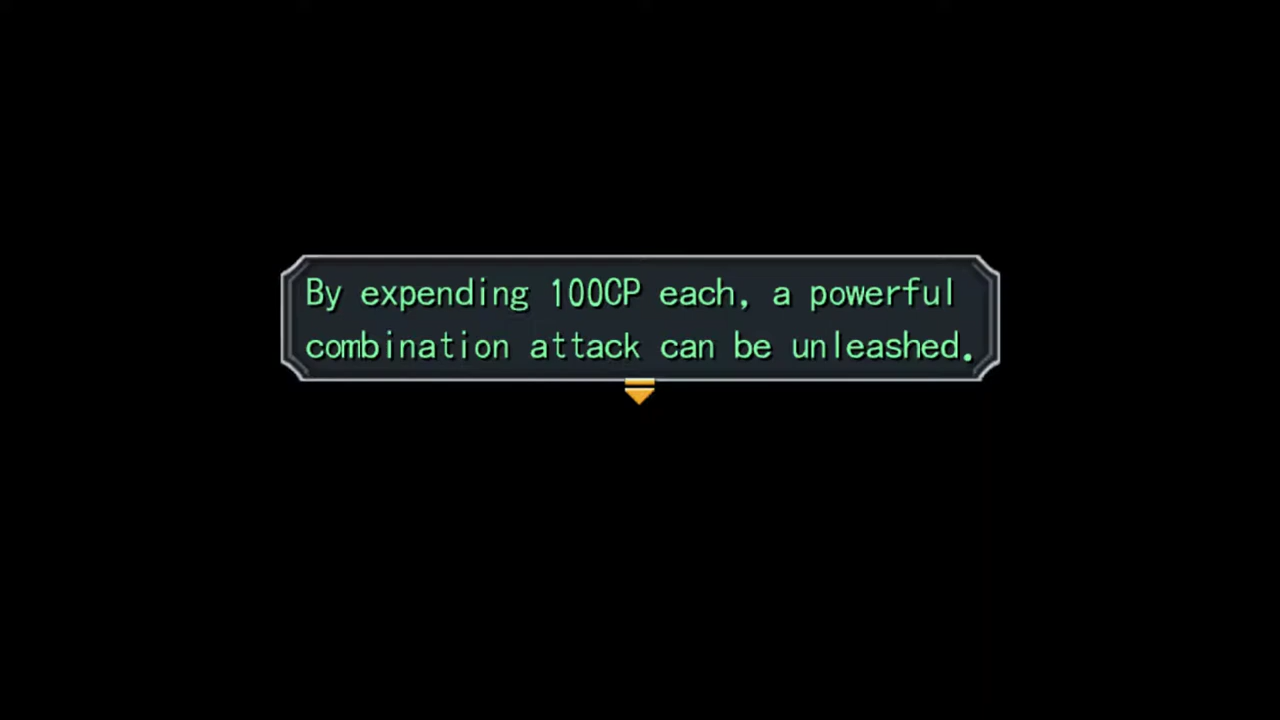 By expending 100CP each, a powerful
combination attack can be unleashed.